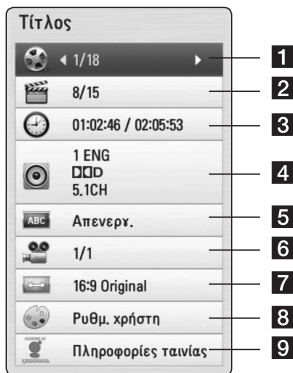 Τίτλος
1/18
1
8/15
2
01:02:46 / 02:05:53
3
1 ENG
D
5.1CH
4
ABC
Απενεργ.
5
1/1
6
16:9 Original
7
Ρυθμ. χρήστη
8
Πληροφορίες ταινίας
9